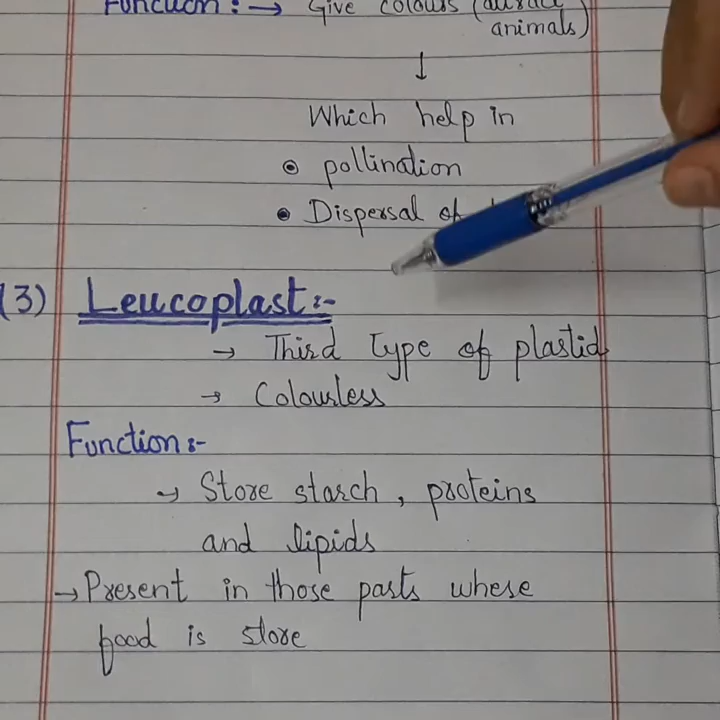 Function:→ Give colours (attract
animals)
↓
Which help in
• pollination
• Dispersal of
(3) Leucoplast:-
→ Third type of plastid
→ Colourless
Function:-
→ Store starch, proteins
and lipids
→ Present in those parts where
food is store